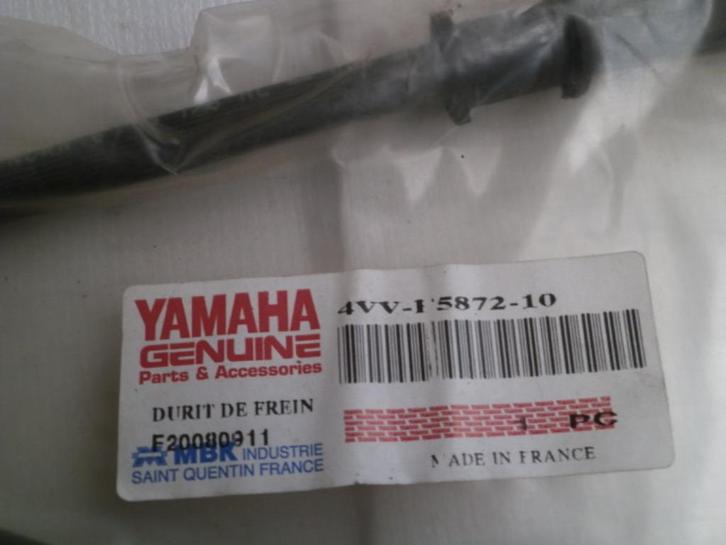 YAMAHA
GENUINE
Parts & Accessories
4VV-F5872-10
DURIT DE FREIN
F20080911
1 PC
MBK INDUSTRIE
SAINT QUENTIN FRANCE
MADE IN FRANCE